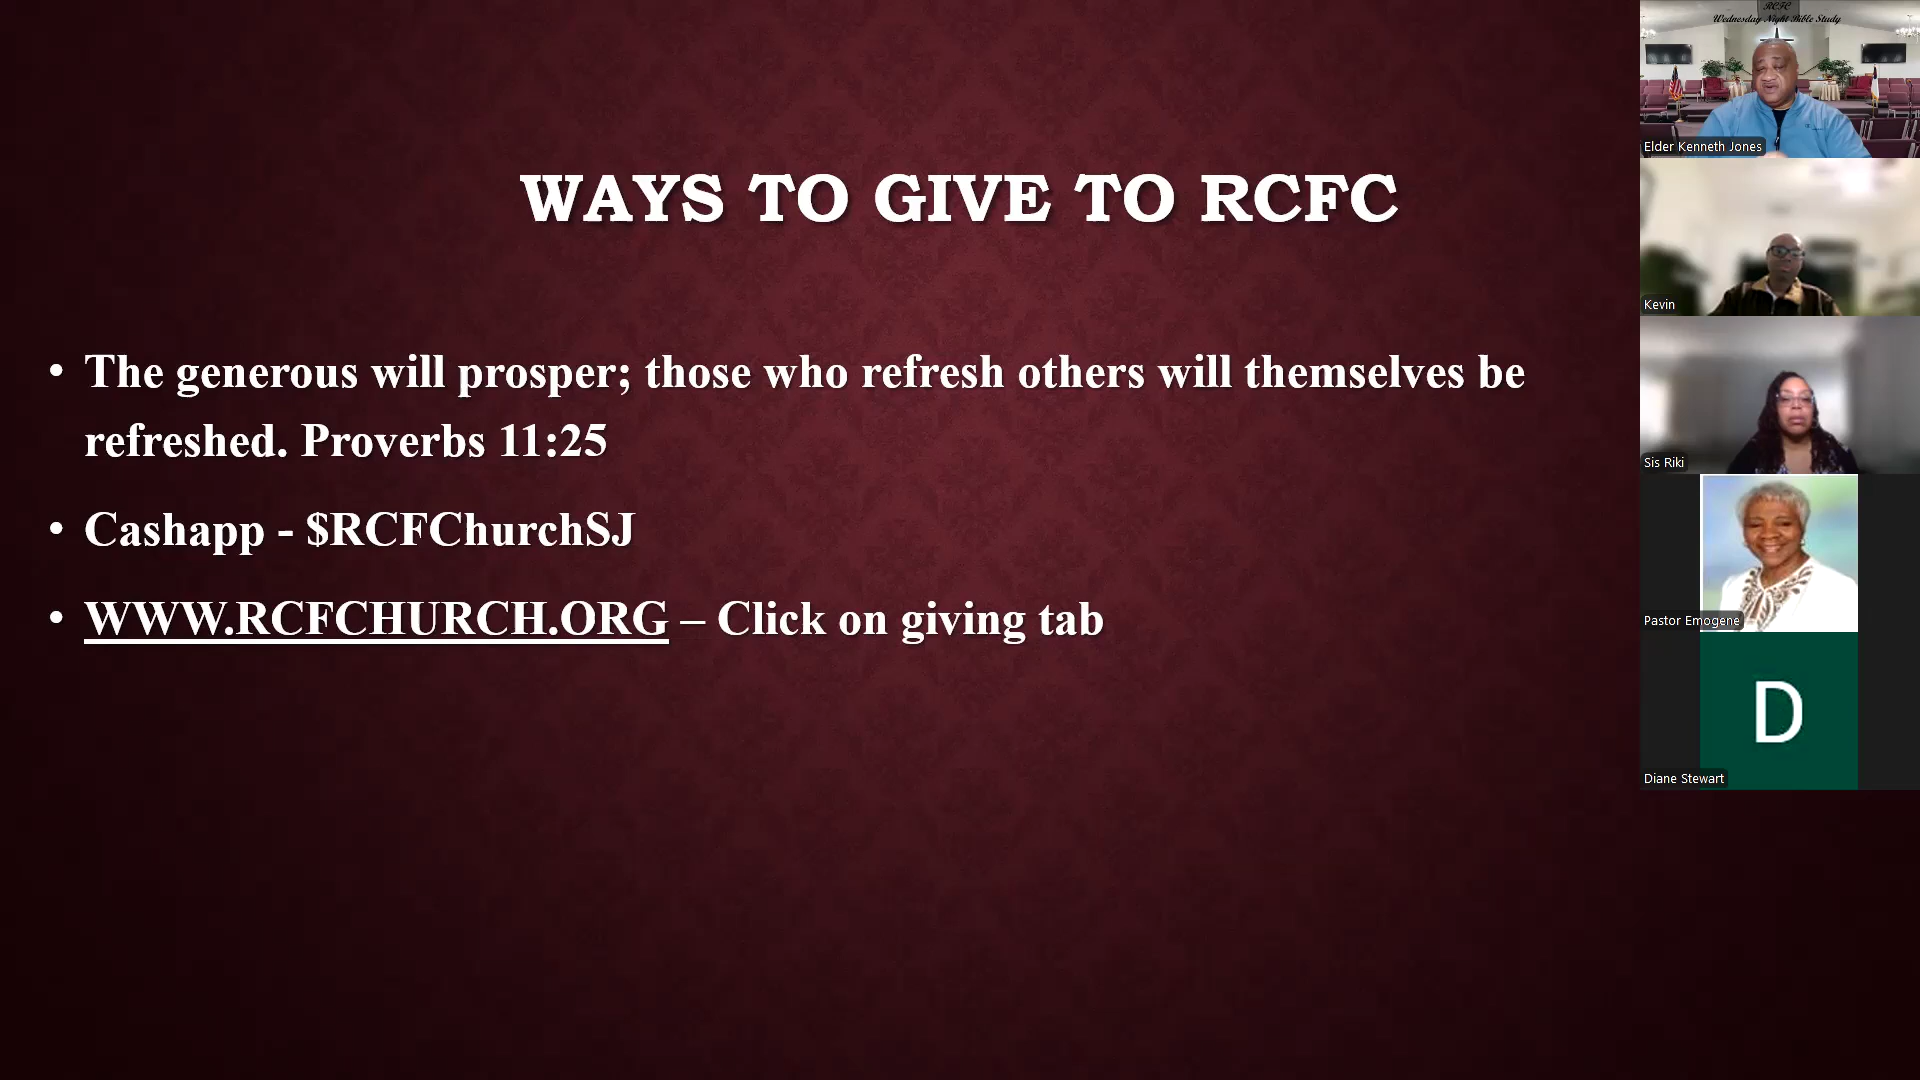 WAYS TO GIVE TO RCFC
• The generous will prosper; those who refresh others will themselves be
refreshed. Proverbs 11:25
• Cashapp - $RCFChurchSJ
• WWW.RCFCHURCH.ORG – Click on giving tab
RCFC
Wednesday Night Bible Study
Elder Kenneth Jones
Kevin
Sis Riki
Pastor Emogene
D
Diane Stewart